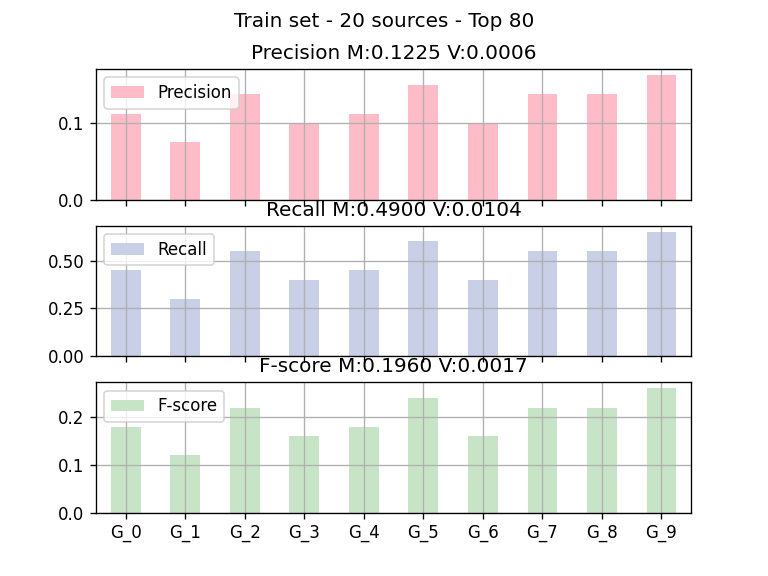 Train set - 20 sources - Top 80
Precision M:0.1225 V:0.0006
Precision
0.1
0.0
Recall M:0.4900 V:0.0104
Recall
0.50
0.25
0.00
F-score M:0.1960 V:0.0017
F-score
0.2
0.1
0.0
G_0 G_1 G_2 G_3 G_4 G_5 G_6 G_7 G_8 G_9